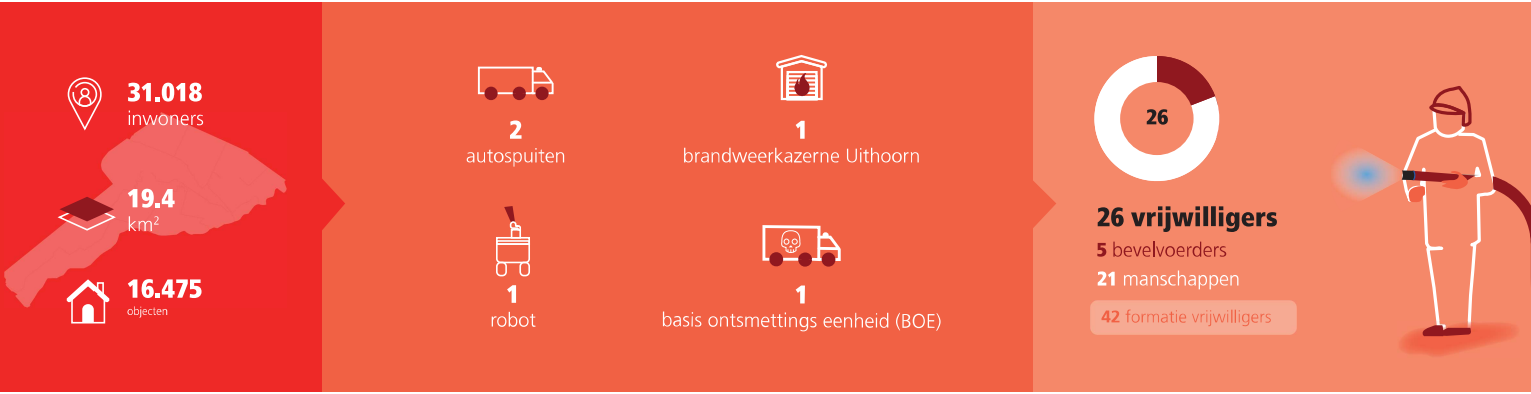 31.018
inwoners
19.4
km²
16.475
objecten
2
autospuiten
1
brandweerkazerne Uithoorn
1
robot
1
basis ontsmettings eenheid (BOE)
26
26 vrijwilligers
5 bevelvoerders
21 manschappen
42 formatie vrijwilligers